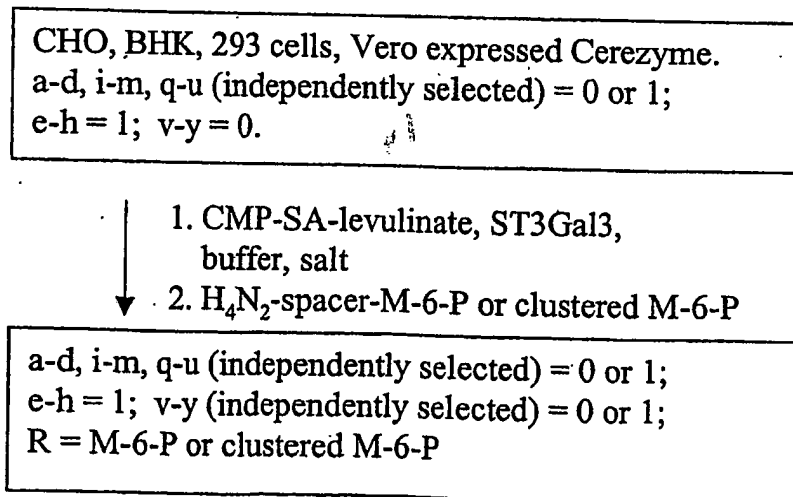 CHO, BHK, 293 cells, Vero expressed Cerezyme.
a-d, i-m, q-u (independently selected) = 0 or 1;
e-h = 1; v-y = 0.
1. CMP-SA-levulinate, ST3Gal3,
buffer, salt
2. H₄N₂-spacer-M-6-P or clustered M-6-P
a-d, i-m, q-u (independently selected) = 0 or 1;
e-h = 1; v-y (independently selected) = 0 or 1;
R = M-6-P or clustered M-6-P